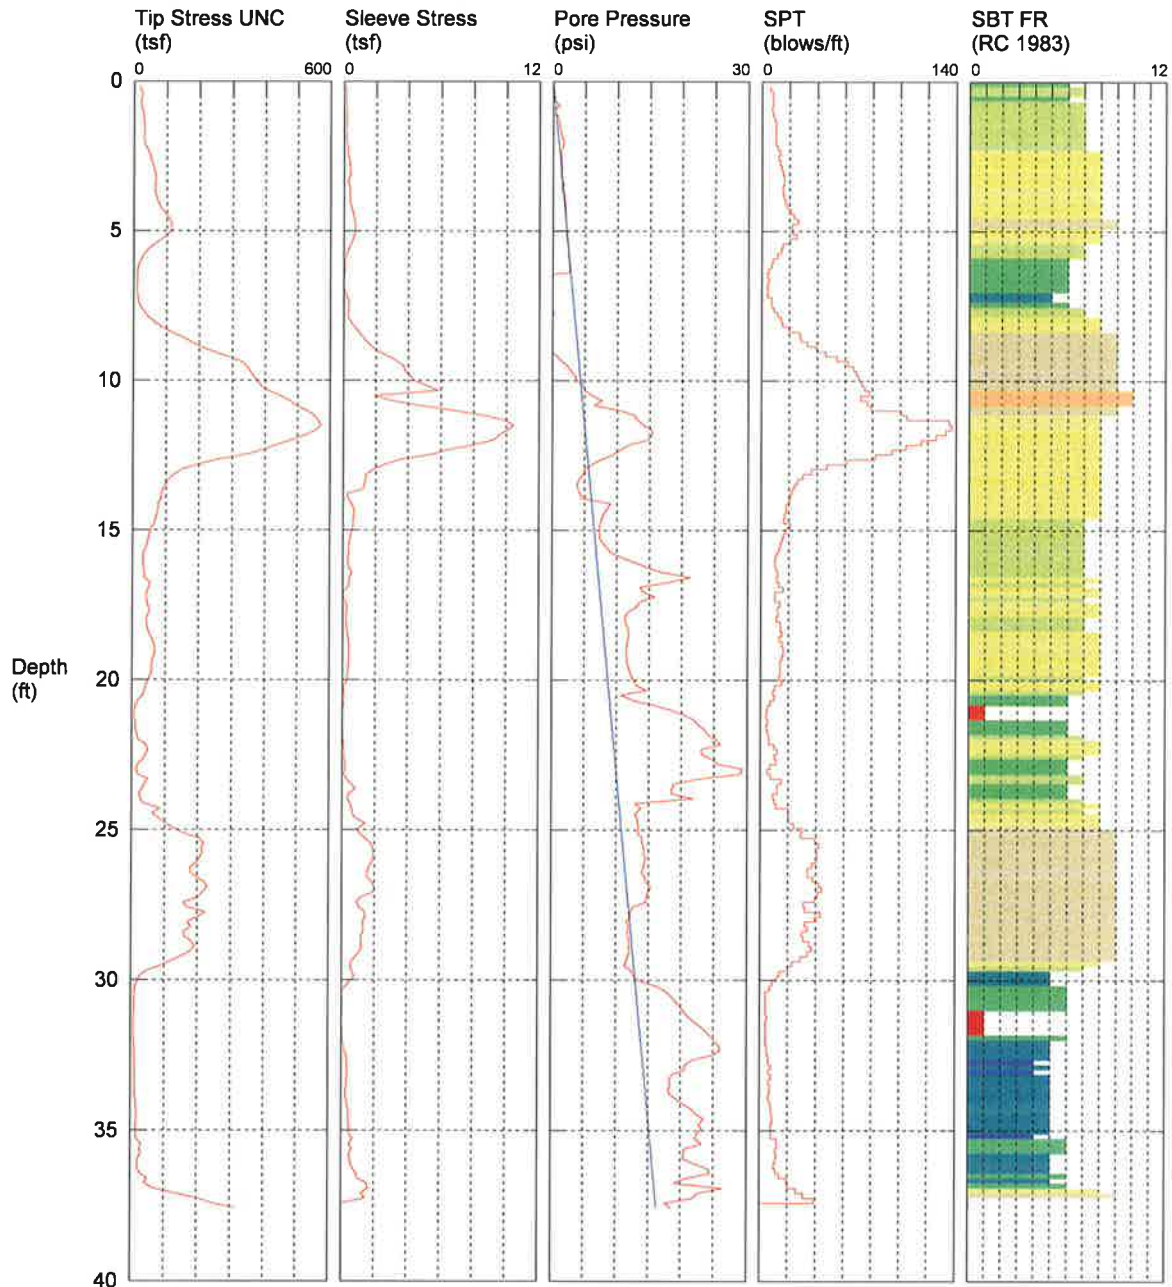 Tip Stress UNC
(tsf)
Sleeve Stress
(tsf)
Pore Pressure
(psi)
SPT
(blows/ft)
SBT FR
(RC 1983)
0 600
0 12
0 30
0 140
0 12
0
5
10
15
Depth
(ft)
20
25
30
35
40